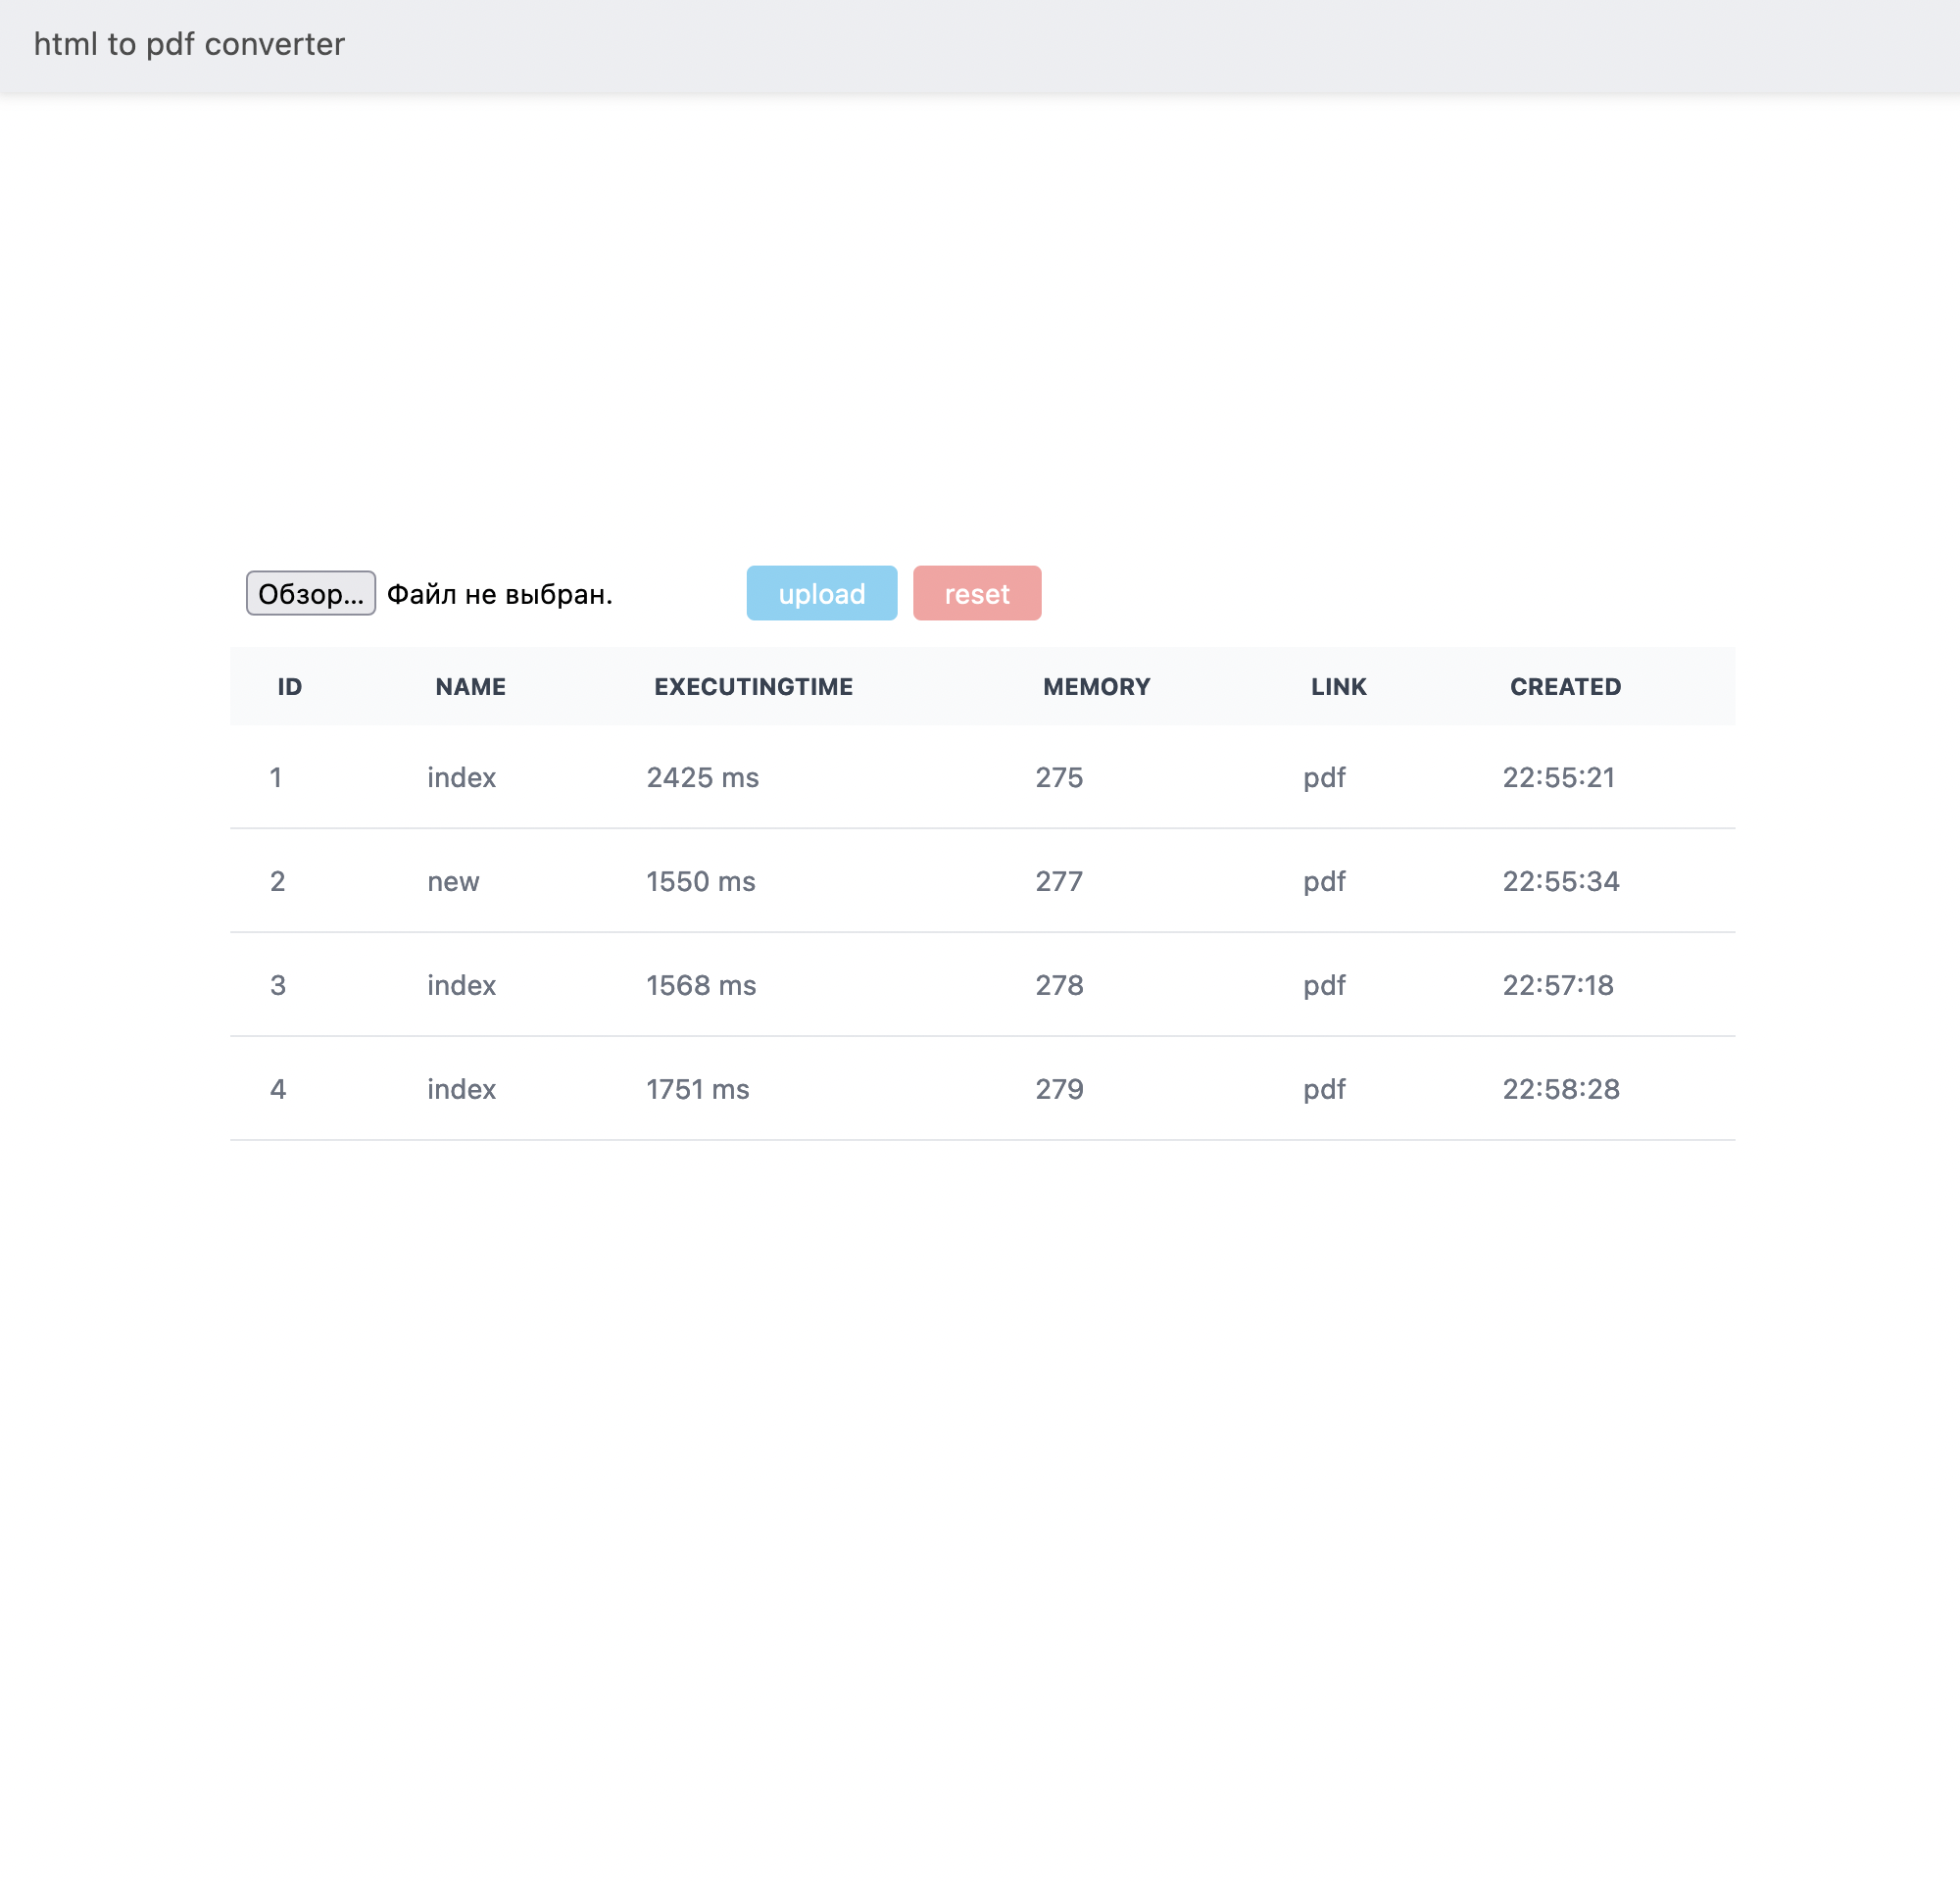 html to pdf converter
Обзор... Файл не выбран. upload reset
ID NAME EXECUTINGTIME MEMORY LINK CREATED
1 index 2425 ms 275 pdf 22:55:21
2 new 1550 ms 277 pdf 22:55:34
3 index 1568 ms 278 pdf 22:57:18
4 index 1751 ms 279 pdf 22:58:28